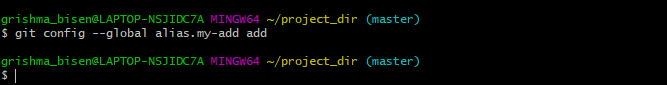 grishma_bisen@LAPTOP-NSJIDC7A MINGW64 ~/project_dir (master)
$ git config --global alias.my-add add
grishma_bisen@LAPTOP-NSJIDC7A MINGW64 ~/project_dir (master)
$